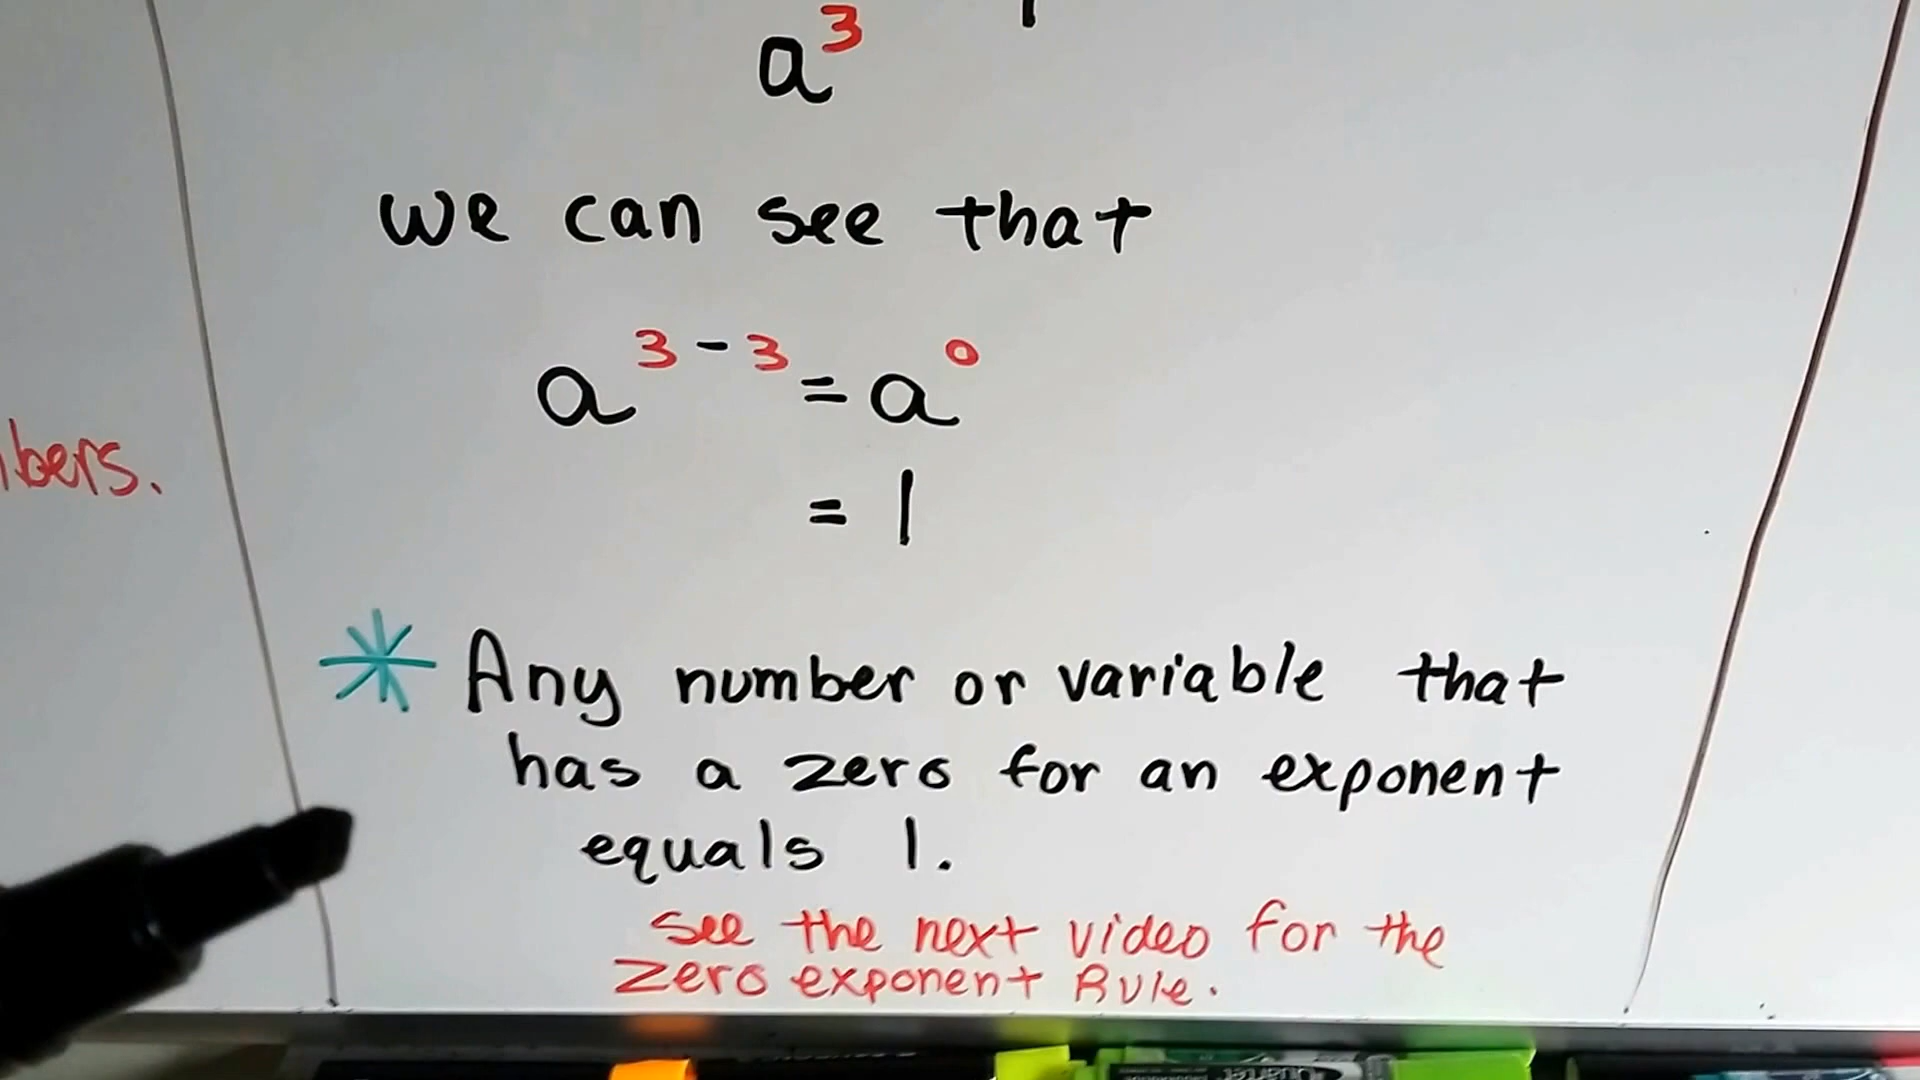 a³
we can see that
a³⁻³ = a⁰
= 1
bers.
* Any number or variable that
has a zero for an exponent
equals 1.
See the next video for the
zero exponent Rule.